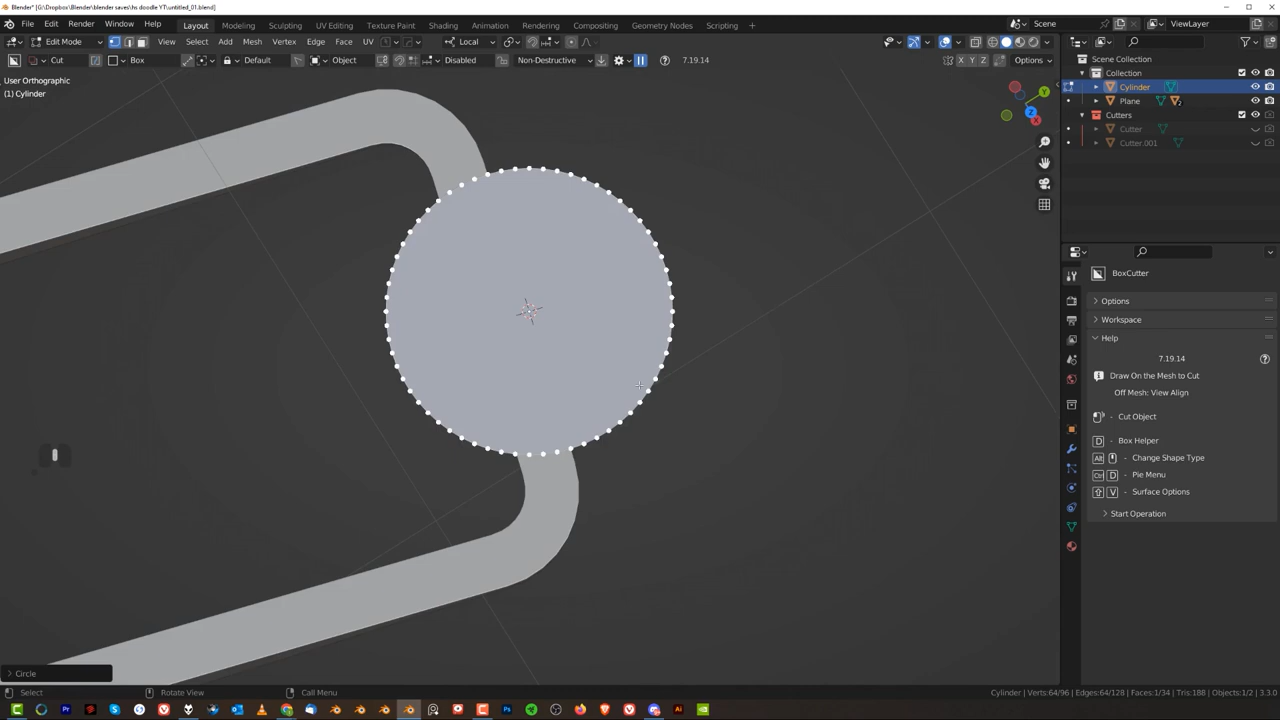 Blender* [G:\Dropbox\Blender\blender saves\hs doodle YT\untitled_01.blend]
File Edit Render Window Help Layout Modeling Sculpting UV Editing Texture Paint Shading Animation Rendering Compositing Geometry Nodes Scripting Scene ViewLayer
Edit Mode View Select Add Mesh Vertex Edge Face UV Local
Cut Box Default Object Disabled Non-Destructive 7.19.14 X Y Z Options
User Orthographic
(1) Cylinder
Scene Collection
Collection
Cylinder
Plane 2
Cutters
Cutter
Cutter.001
Y
Z
X
BoxCutter
Options
Workspace
Help
7.19.14
Draw On the Mesh to Cut
Off Mesh: View Align
- Cut Object
D - Box Helper
Alt - Change Shape Type
Ctrl D - Pie Menu
V - Surface Options
Start Operation
Circle
Select Rotate View Call Menu Cylinder | Verts:64/96 | Edges:64/128 | Faces:1/34 | Tris:188 | Objects:1/2 | 3.3.0